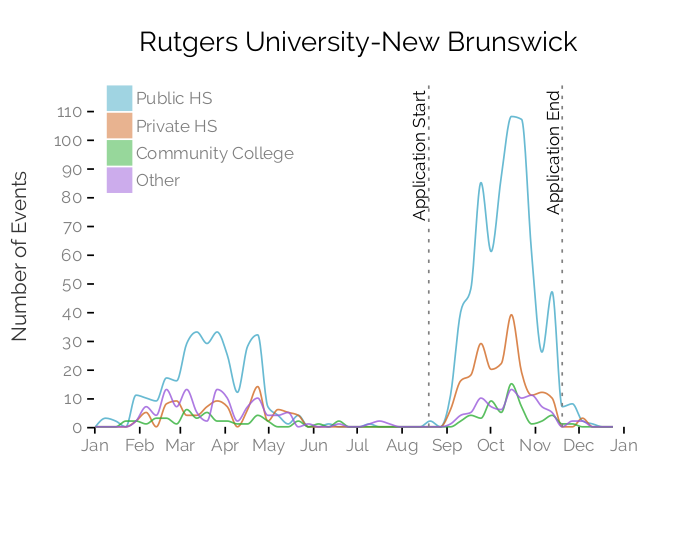 Rutgers University-New Brunswick
Public HS
Private HS
Community College
Other
Application Start
Application End
Number of Events
110
100
90
80
70
60
50
40
30
20
10
0
Jan Feb Mar Apr May Jun Jul Aug Sep Oct Nov Dec Jan